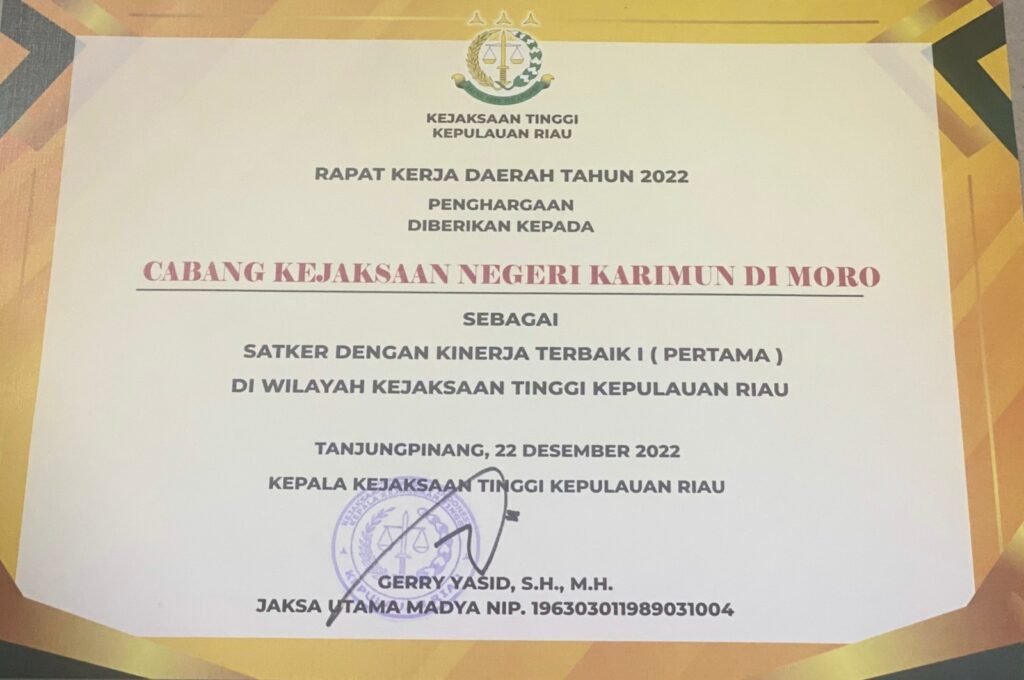 KEJAKSAAN TINGGI
KEPULAUAN RIAU
RAPAT KERJA DAERAH TAHUN 2022
PENGHARGAAN
DIBERIKAN KEPADA
CABANG KEJAKSAAN NEGERI KARIMUN DI MORO
SEBAGAI
SATKER DENGAN KINERJA TERBAIK I ( PERTAMA )
DI WILAYAH KEJAKSAAN TINGGI KEPULAUAN RIAU
TANJUNGPINANG, 22 DESEMBER 2022
KEPALA KEJAKSAAN TINGGI KEPULAUAN RIAU
KEPULAUAN RIAU
GERRY YASID, S.H., M.H.
JAKSA UTAMA MADYA NIP. 196303011989031004